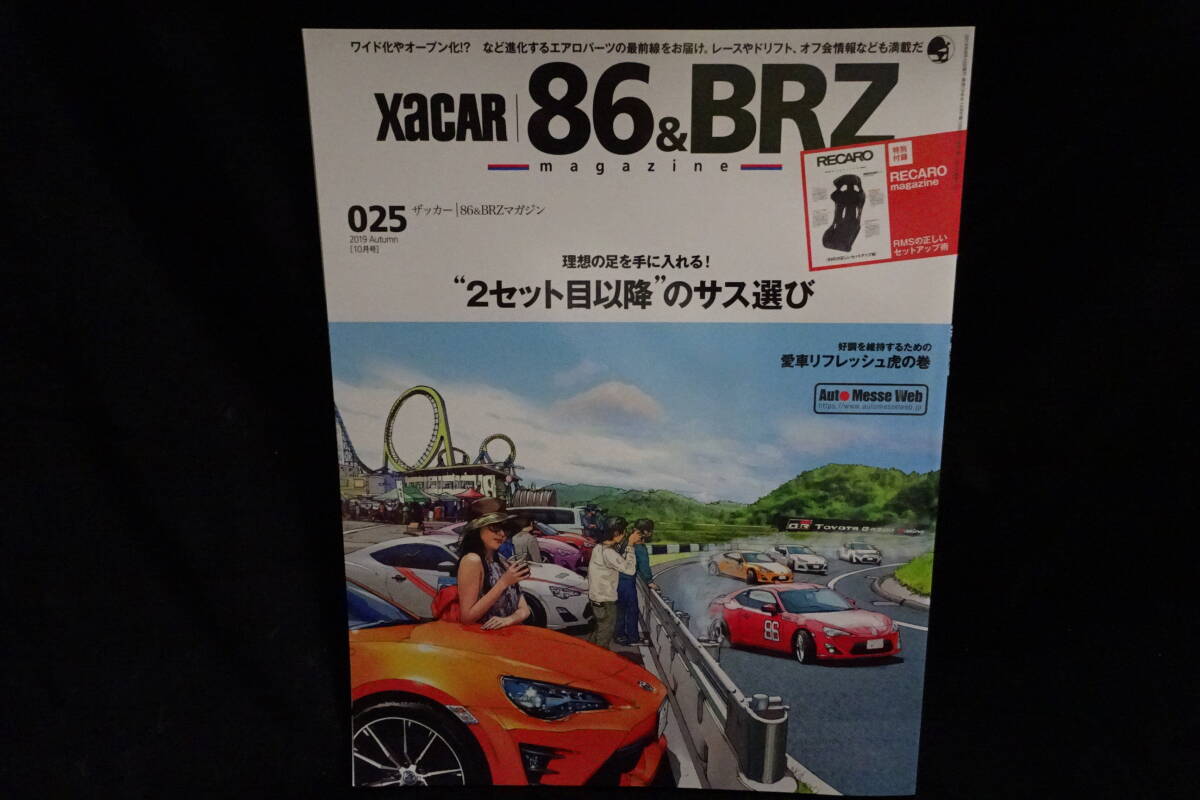 ワイド化やオープン化!?　など進化するエアロパーツの最前線をお届け。レースやドリフト、オフ会情報なども満載だ
XaCAR | 86&BRZ
magazine
特別付録
RECARO
RECARO magazine
RMSの正しい
セットアップ術
025
ザッカー | 86&BRZマガジン
2019 Autumn
[10月号]
理想の足を手に入れる！
“2セット目以降”のサス選び
好調を維持するための
愛車リフレッシュ虎の巻
Auto Messe Web
https://www.automesseweb.jp
GR TOYOTA GAZOO Racing
86